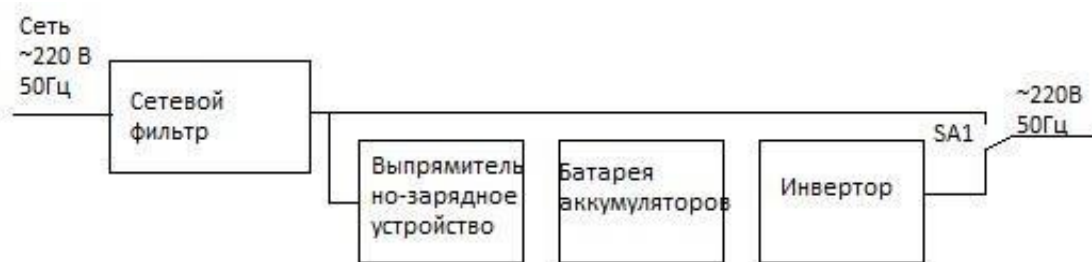 Сеть
~220 В
50Гц
Сетевой
фильтр
Выпрямитель
но-зарядное
устройство
Батарея
аккумуляторов
Инвертор
SA1
~220В
50Гц